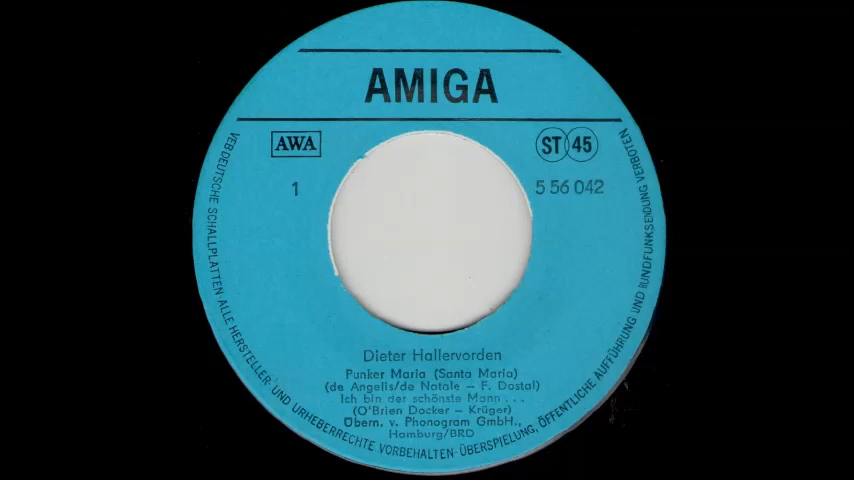 AMIGA
AWA
ST 45
1
5 56 042
Dieter Hallervorden
Punker Maria (Santa Maria)
(de Angelis/de Natale – F. Dostal)
Ich bin der schönste Mann . . .
(O'Brien Docker – Krüger)
Übern. v. Phonogram GmbH.,
Hamburg/BRD
VEB DEUTSCHE SCHALLPLATTEN · ALLE HERSTELLER- UND URHEBERRECHTE VORBEHALTEN · ÜBERSPIELUNG, ÖFFENTLICHE AUFFÜHRUNG UND RUNDFUNKSENDUNG VERBOTEN